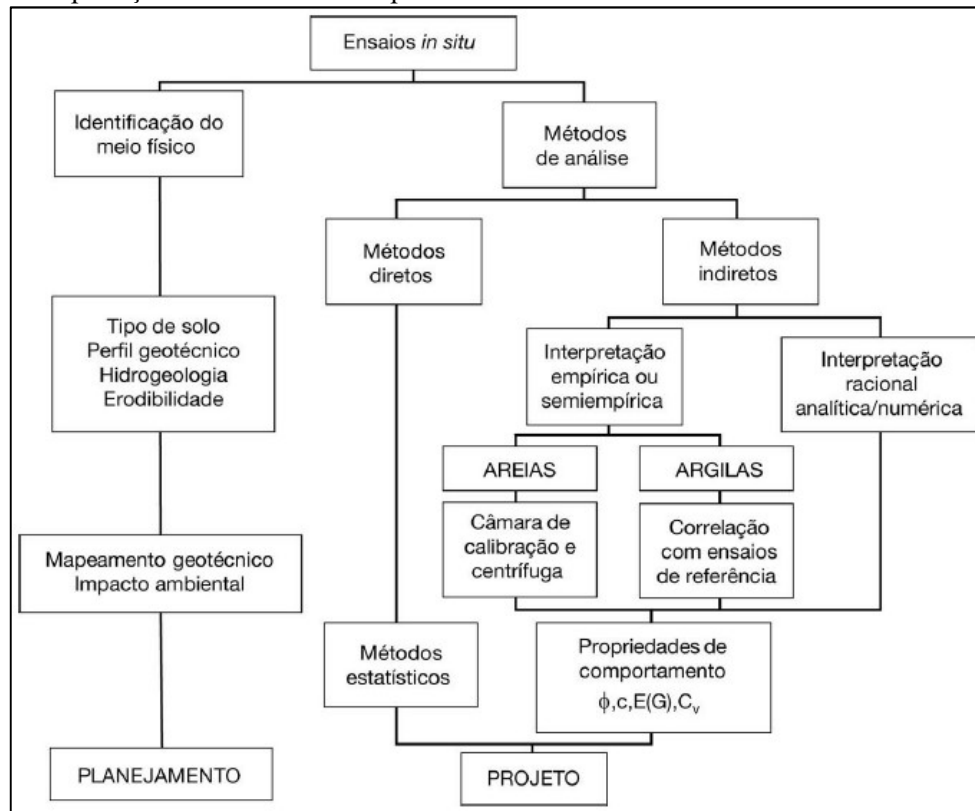 Ensaios in situ
Identificação do
meio físico
Métodos
de análise
Métodos
diretos
Métodos
indiretos
Tipo de solo
Perfil geotécnico
Hidrogeologia
Erodibilidade
Interpretação
empírica ou
semiempírica
Interpretação
racional
analítica/numérica
AREIAS
ARGILAS
Câmara de
calibração e
centrífuga
Correlação
com ensaios
de referência
Mapeamento geotécnico
Impacto ambiental
Métodos
estatísticos
Propriedades de
comportamento
ϕ,c,E(G),Cv
PLANEJAMENTO
PROJETO